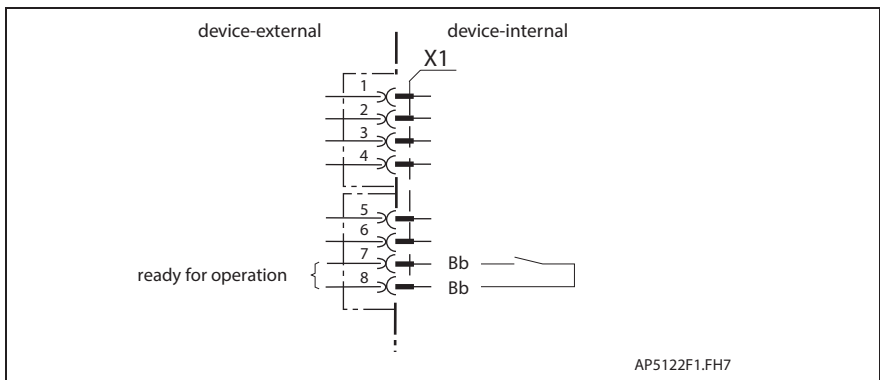 device-external device-internal
X1
1
2
3
4
5
6
7 Bb
ready for operation
8 Bb
AP5122F1.FH7